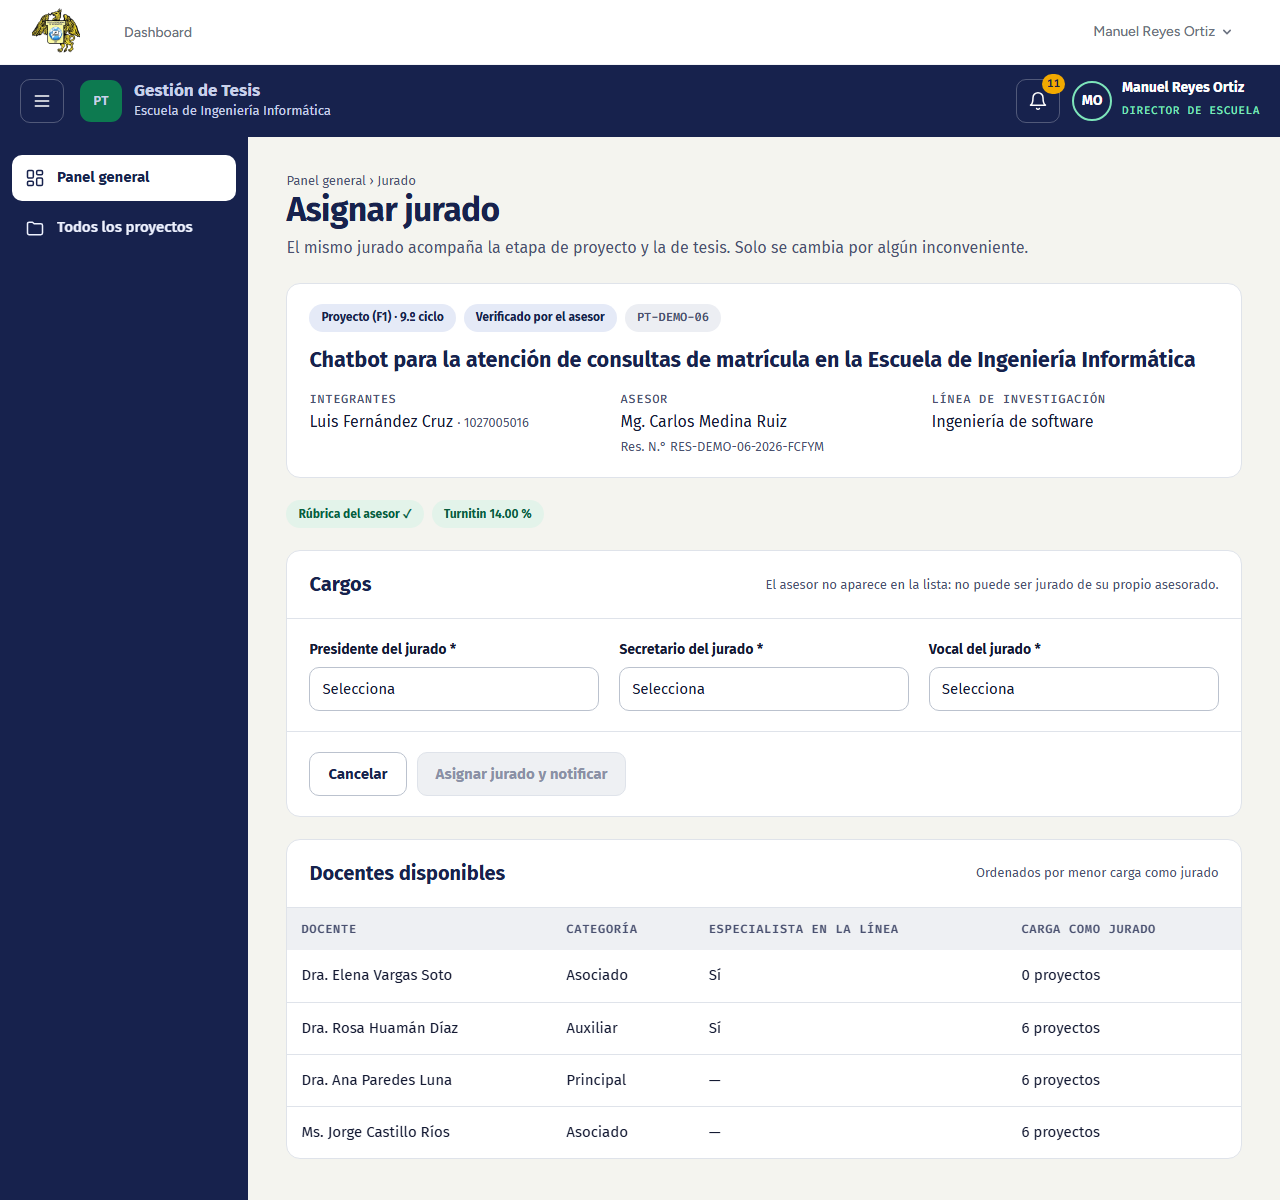 Dashboard
Manuel Reyes Ortiz
PT
Gestión de Tesis
Escuela de Ingeniería Informática
11
MO
Manuel Reyes Ortiz
DIRECTOR DE ESCUELA
Panel general
Todos los proyectos
Panel general › Jurado
Asignar jurado
El mismo jurado acompaña la etapa de proyecto y la de tesis. Solo se cambia por algún inconveniente.
Proyecto (F1) · 9.º ciclo
Verificado por el asesor
PT-DEMO-06
Chatbot para la atención de consultas de matrícula en la Escuela de Ingeniería Informática
INTEGRANTES
Luis Fernández Cruz · 1027005016
ASESOR
Mg. Carlos Medina Ruiz
Res. N.° RES-DEMO-06-2026-FCFYM
LÍNEA DE INVESTIGACIÓN
Ingeniería de software
Rúbrica del asesor ✓
Turnitin 14.00 %
Cargos
El asesor no aparece en la lista: no puede ser jurado de su propio asesorado.
Presidente del jurado *
Selecciona
Secretario del jurado *
Selecciona
Vocal del jurado *
Selecciona
Cancelar
Asignar jurado y notificar
Docentes disponibles
Ordenados por menor carga como jurado
DOCENTE CATEGORÍA ESPECIALISTA EN LA LÍNEA CARGA COMO JURADO
Dra. Elena Vargas Soto Asociado Sí 0 proyectos
Dra. Rosa Huamán Díaz Auxiliar Sí 6 proyectos
Dra. Ana Paredes Luna Principal — 6 proyectos
Ms. Jorge Castillo Ríos Asociado — 6 proyectos